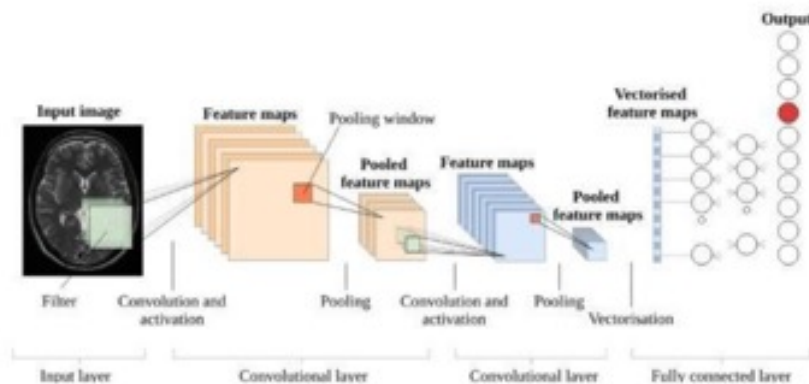 Output
Vectorised
feature maps
Input image
Feature maps
Pooling window
Pooled
feature maps
Feature maps
Pooled
feature maps
Filter
Convolution and
activation
Pooling
Convolution and
activation
Pooling
Vectorisation
Input layer
Convolutional layer
Convolutional layer
Fully connected layer